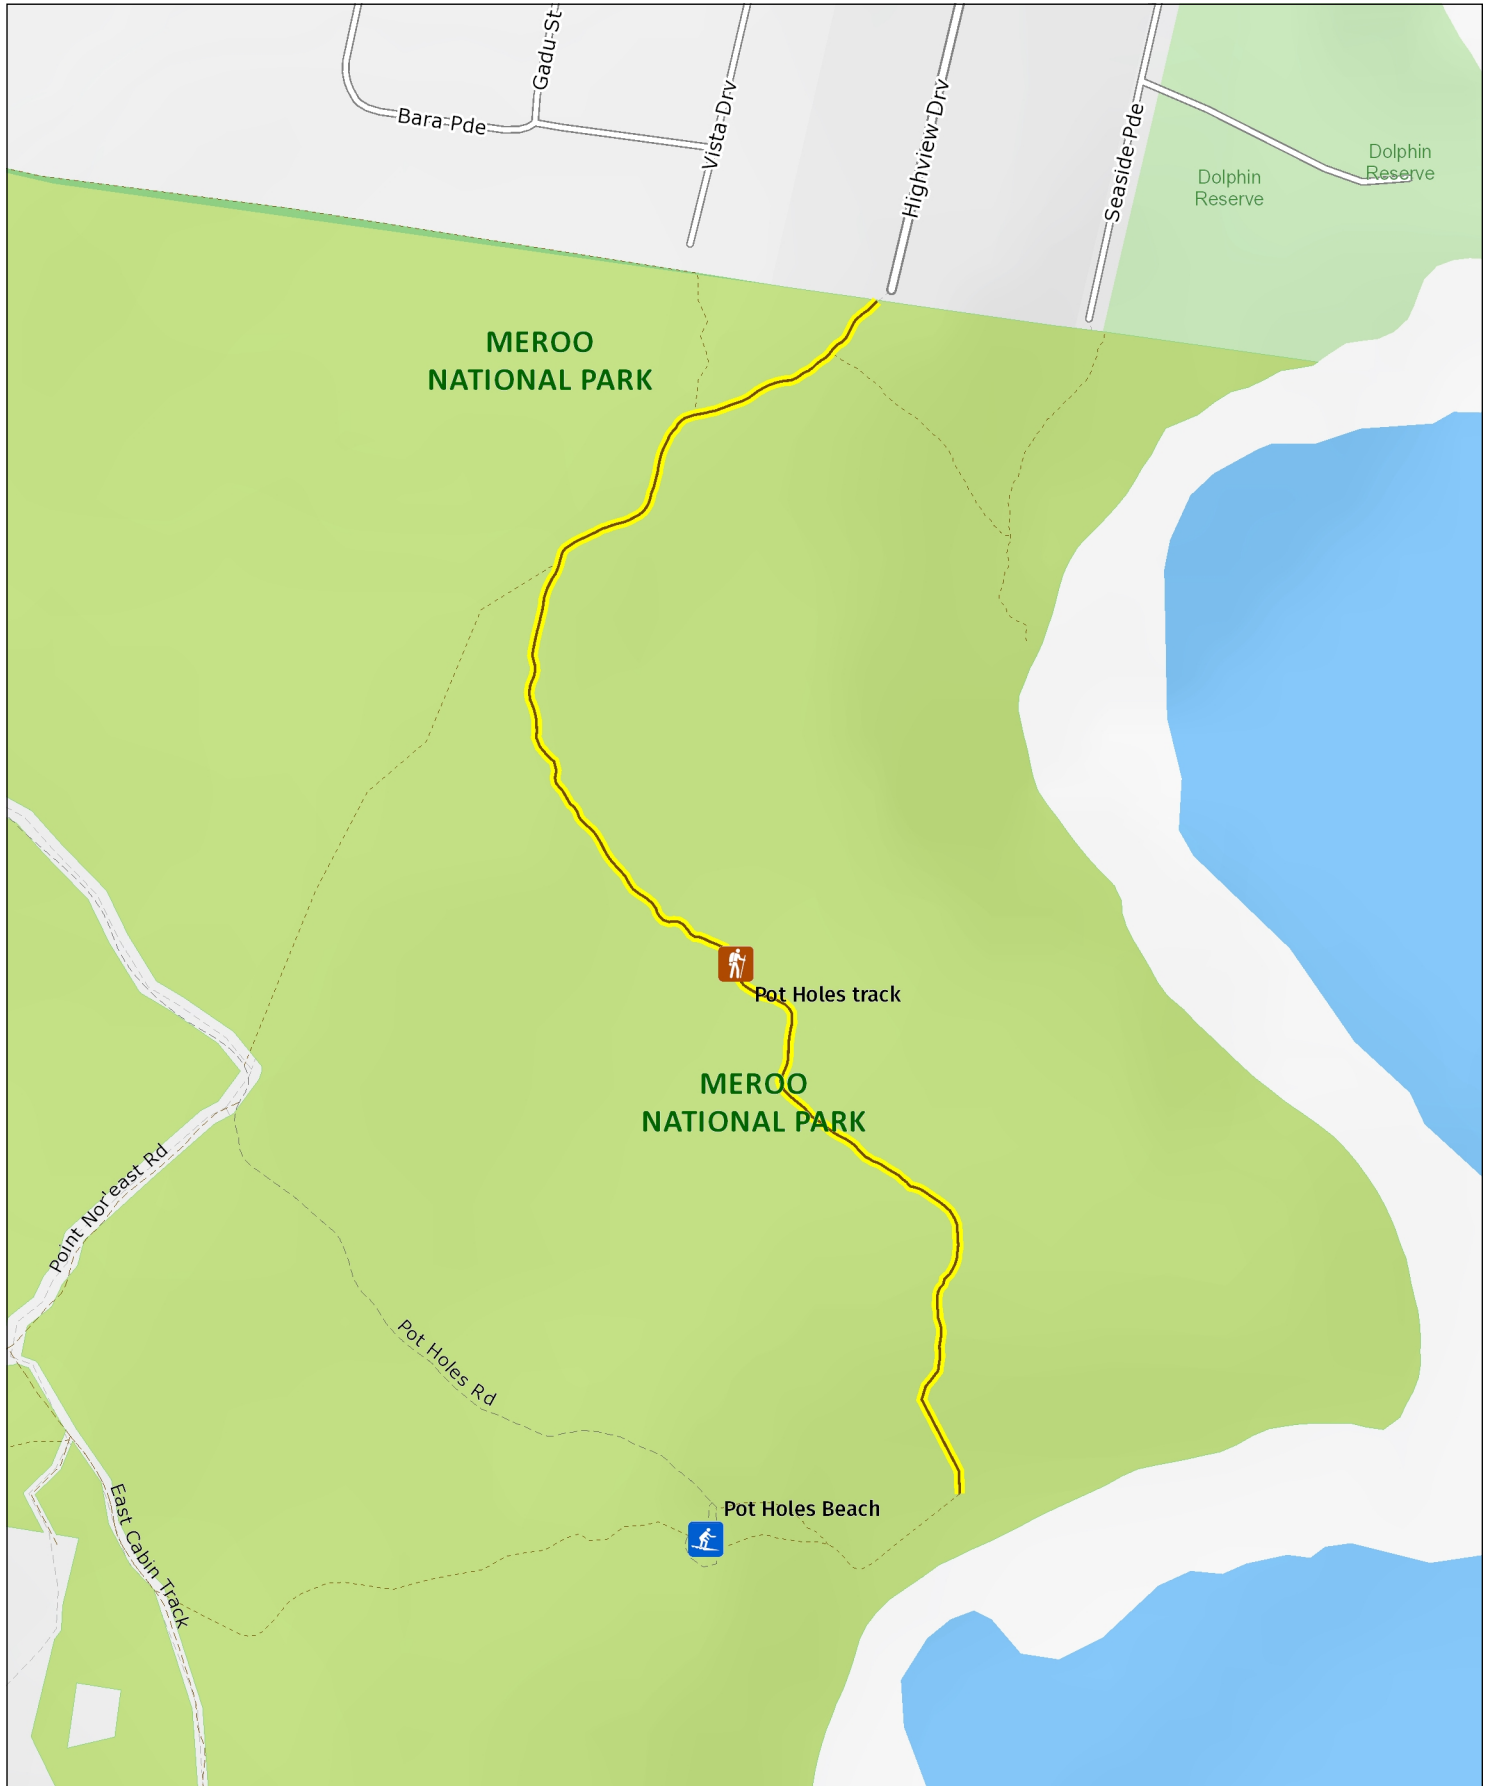 Gadu St
Bara Pde
Vista Drv
Highview Drv
Seaside Pde
Dolphin
Reserve
Dolphin
Reserve
MEROO
NATIONAL PARK
Pot Holes track
MEROO
NATIONAL PARK
Point Nor'east Rd
Pot Holes Rd
Pot Holes Beach
East Cabin Track